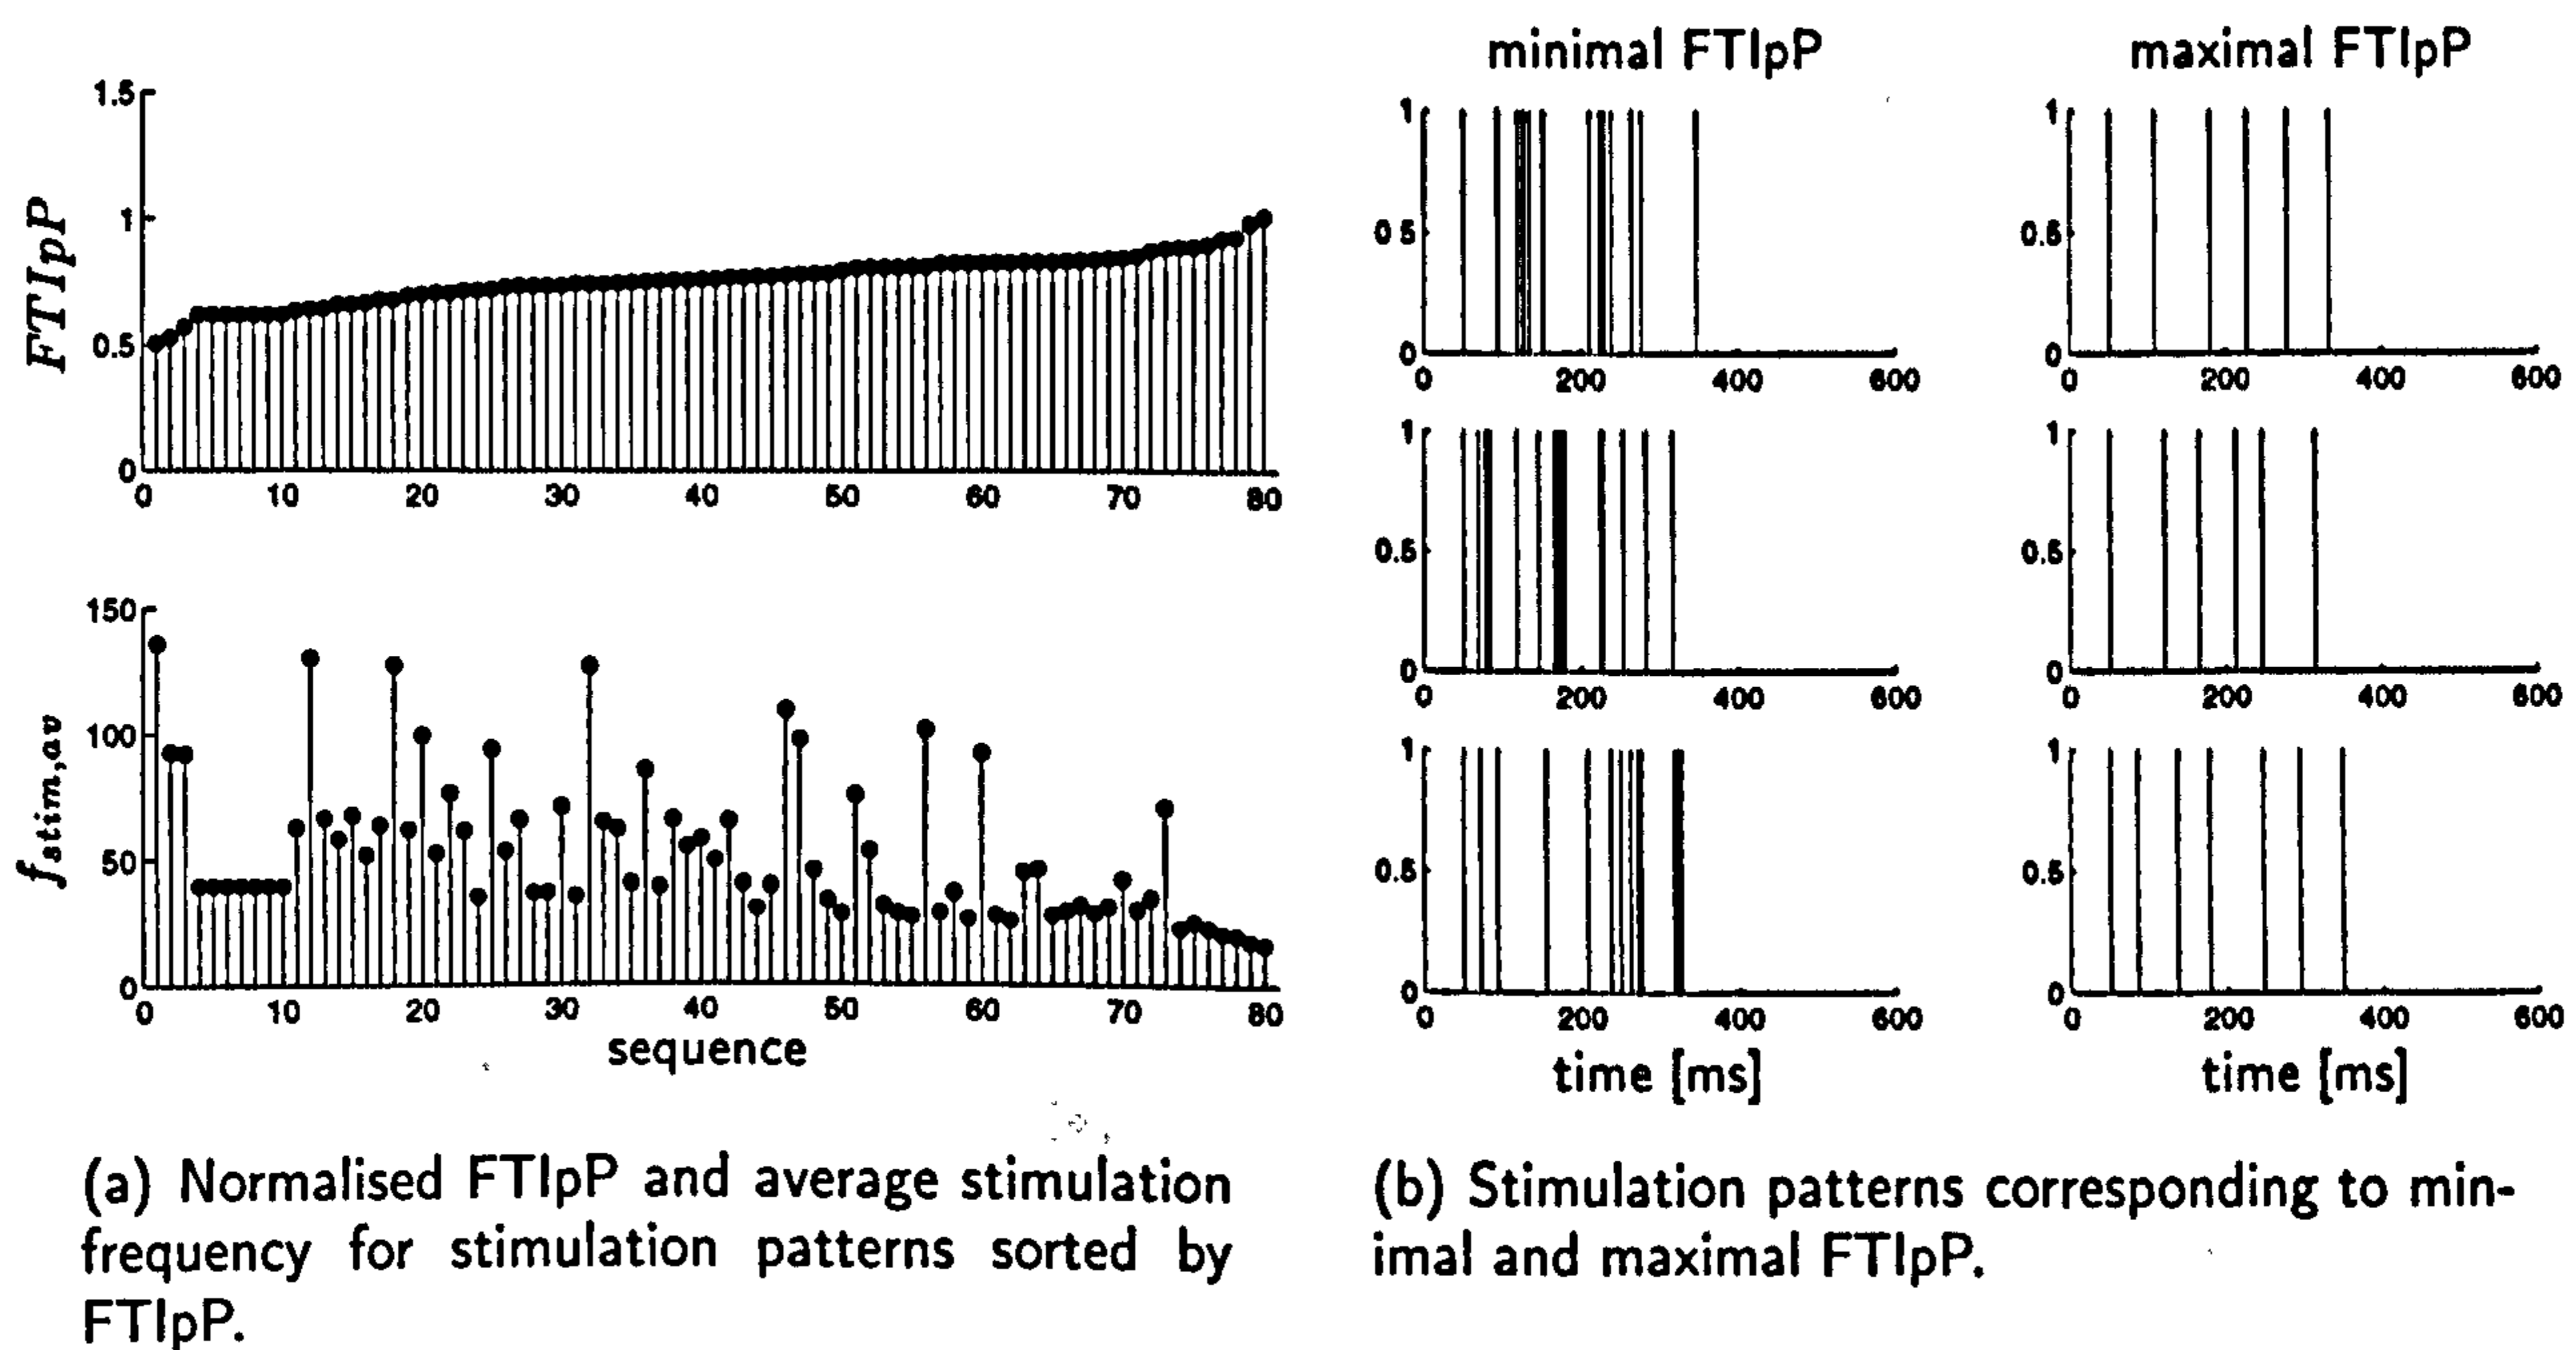 minimal FTIpP
maximal FTIpP
FTIpP
1.5
1
0.5
0
0 10 20 30 40 50 60 70 80
f stim,av
150
100
50
0
0 10 20 30 40 50 60 70 80
sequence
1
0.5
0
0 200 400 600
1
0.5
0
0 200 400 600
1
0.5
0
0 200 400 600
1
0.5
0
0 200 400 600
1
0.5
0
0 200 400 600
time [ms]
1
0.5
0
0 200 400 600
time [ms]
(a) Normalised FTIpP and average stimulation
frequency for stimulation patterns sorted by
FTIpP.
(b) Stimulation patterns corresponding to min-
imal and maximal FTIpP.